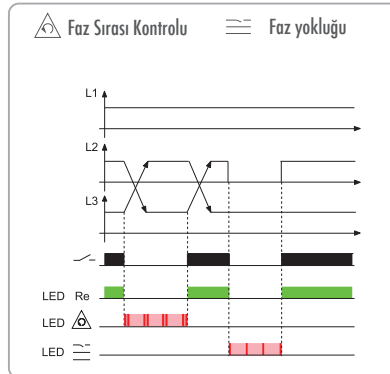 Faz Sırası Kontrolu
Faz yokluğu
L1
L2
L3
LED Re
LED
LED